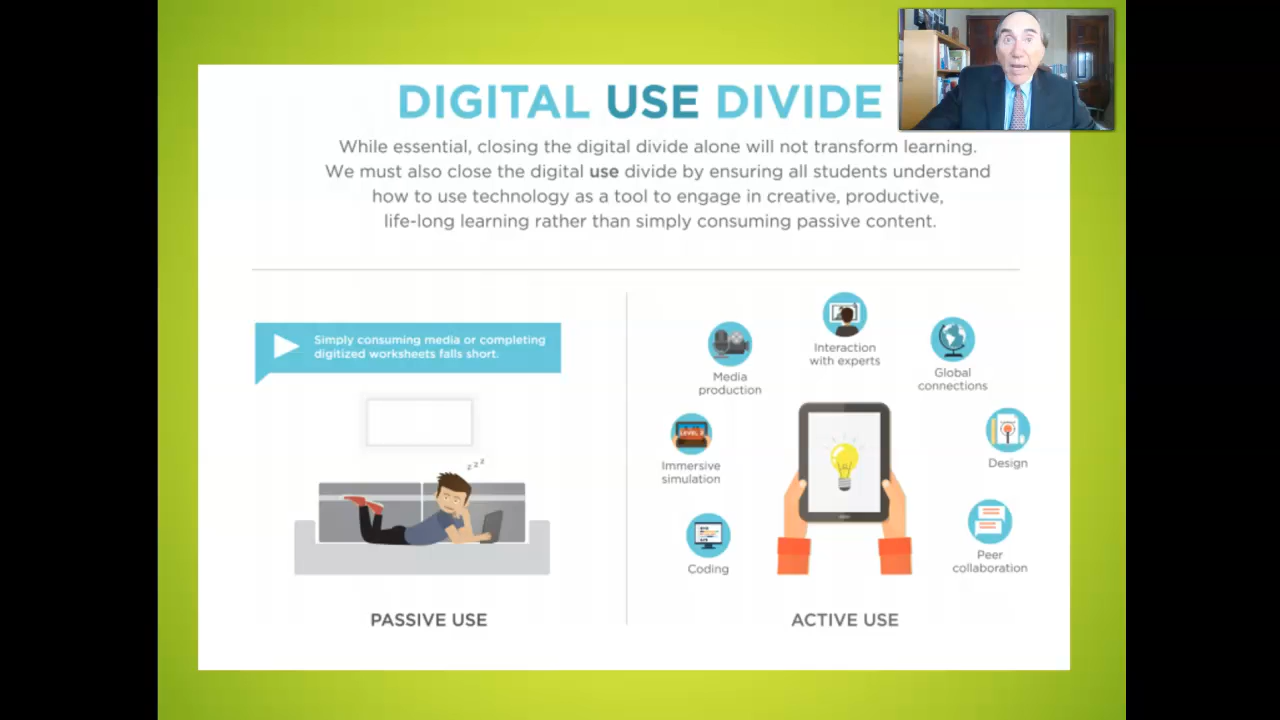 DIGITAL USE DIVIDE
While essential, closing the digital divide alone will not transform learning.
We must also close the digital use divide by ensuring all students understand
how to use technology as a tool to engage in creative, productive,
life-long learning rather than simply consuming passive content.
Simply consuming media or completing
digitized worksheets falls short.
zzz
PASSIVE USE
Interaction
with experts
Media
production
Global
connections
LEVEL 2
Immersive
simulation
Design
Coding
Peer
collaboration
ACTIVE USE